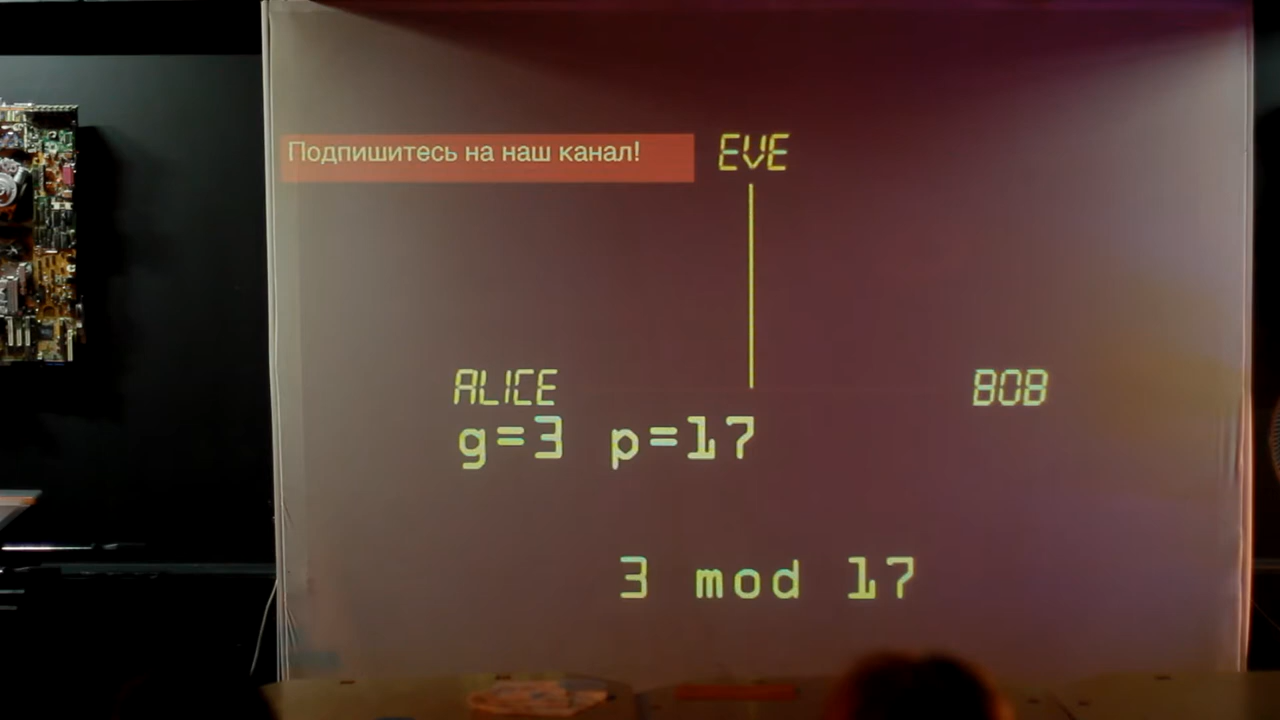 Подпишитесь на наш канал!
EVE
ALICE
BOB
g=3 p=17
3 mod 17